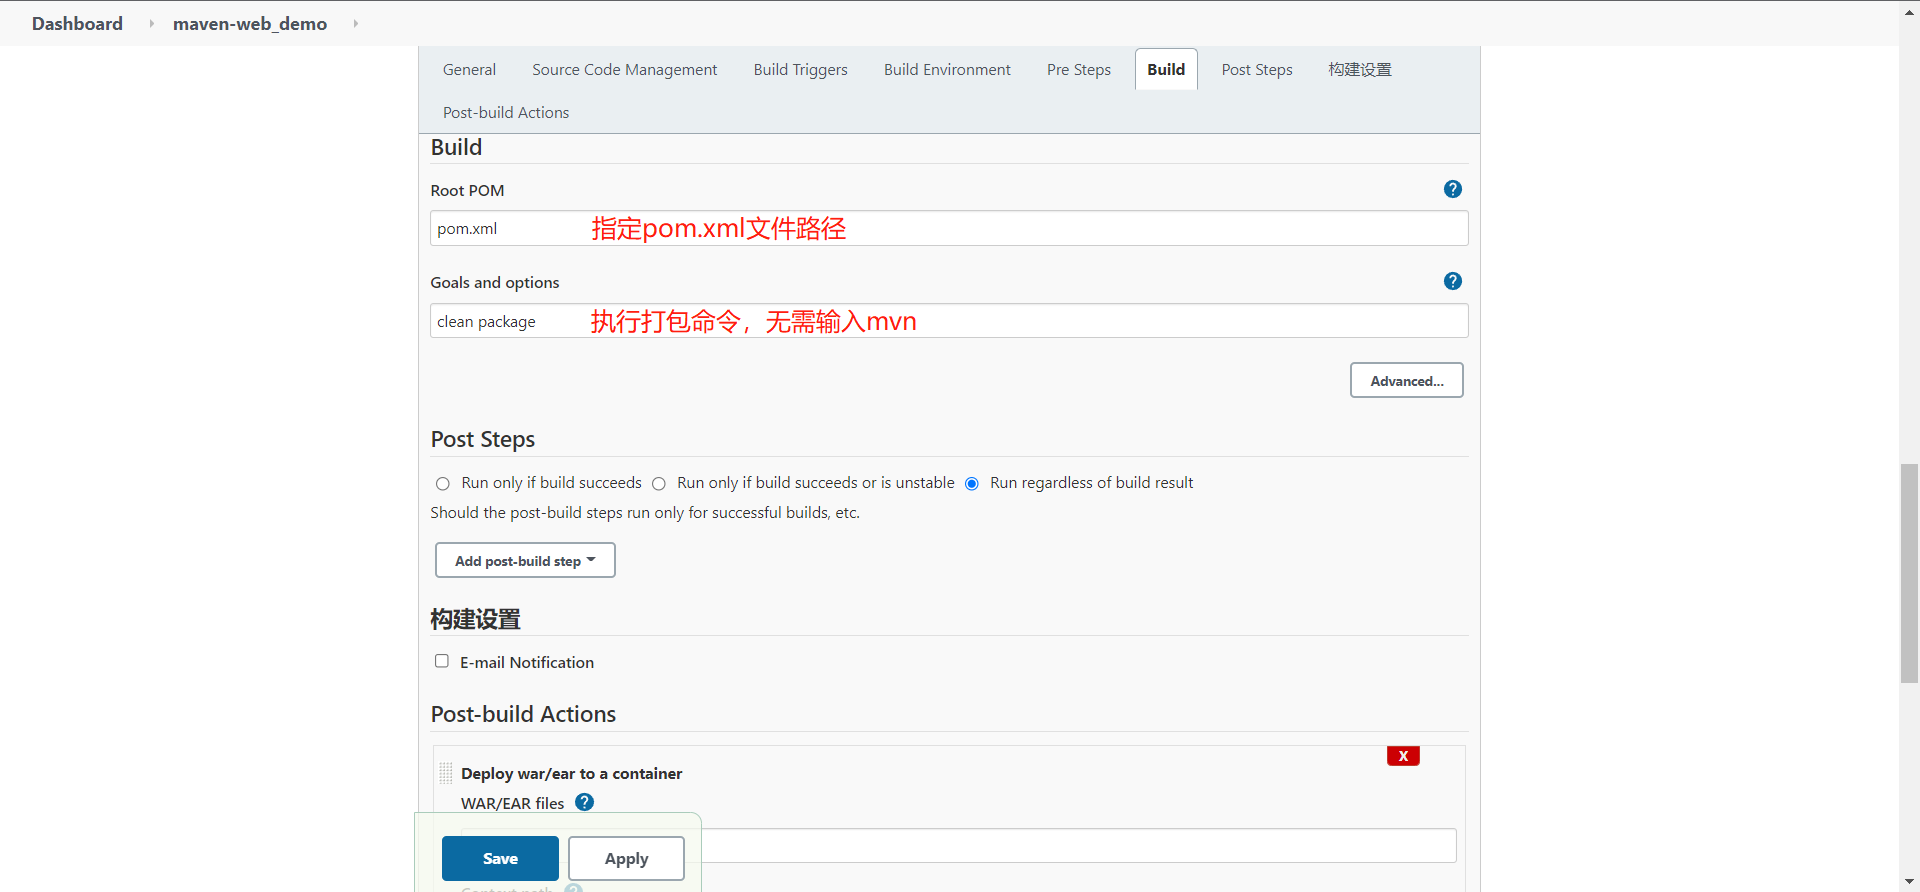 Dashboard maven-web_demo
General Source Code Management Build Triggers Build Environment Pre Steps Build Post Steps 构建设置
Post-build Actions
Build
Root POM ?
pom.xml 指定pom.xml文件路径
Goals and options ?
clean package 执行打包命令，无需输入mvn
Advanced...
Post Steps
Run only if build succeeds Run only if build succeeds or is unstable Run regardless of build result
Should the post-build steps run only for successful builds, etc.
Add post-build step
构建设置
E-mail Notification
Post-build Actions
X
Deploy war/ear to a container
WAR/EAR files ?
Save Apply
Context path ?